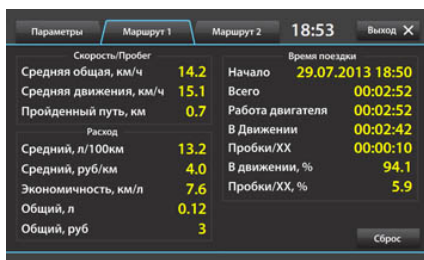 Параметры Маршрут 1 Маршрут 2 18:53 Выход X
Скорость/Пробег
Средняя общая, км/ч 14.2
Средняя движения, км/ч 15.1
Пройденный путь, км 0.7
Расход
Средний, л/100км 13.2
Средний, руб/км 4.0
Экономичность, км/л 7.6
Общий, л 0.12
Общий, руб 3
Время поездки
Начало 29.07.2013 18:50
Всего 00:02:52
Работа двигателя 00:02:52
В Движении 00:02:42
Пробки/ХХ 00:00:10
В движении, % 94.1
Пробки/ХХ, % 5.9
Сброс